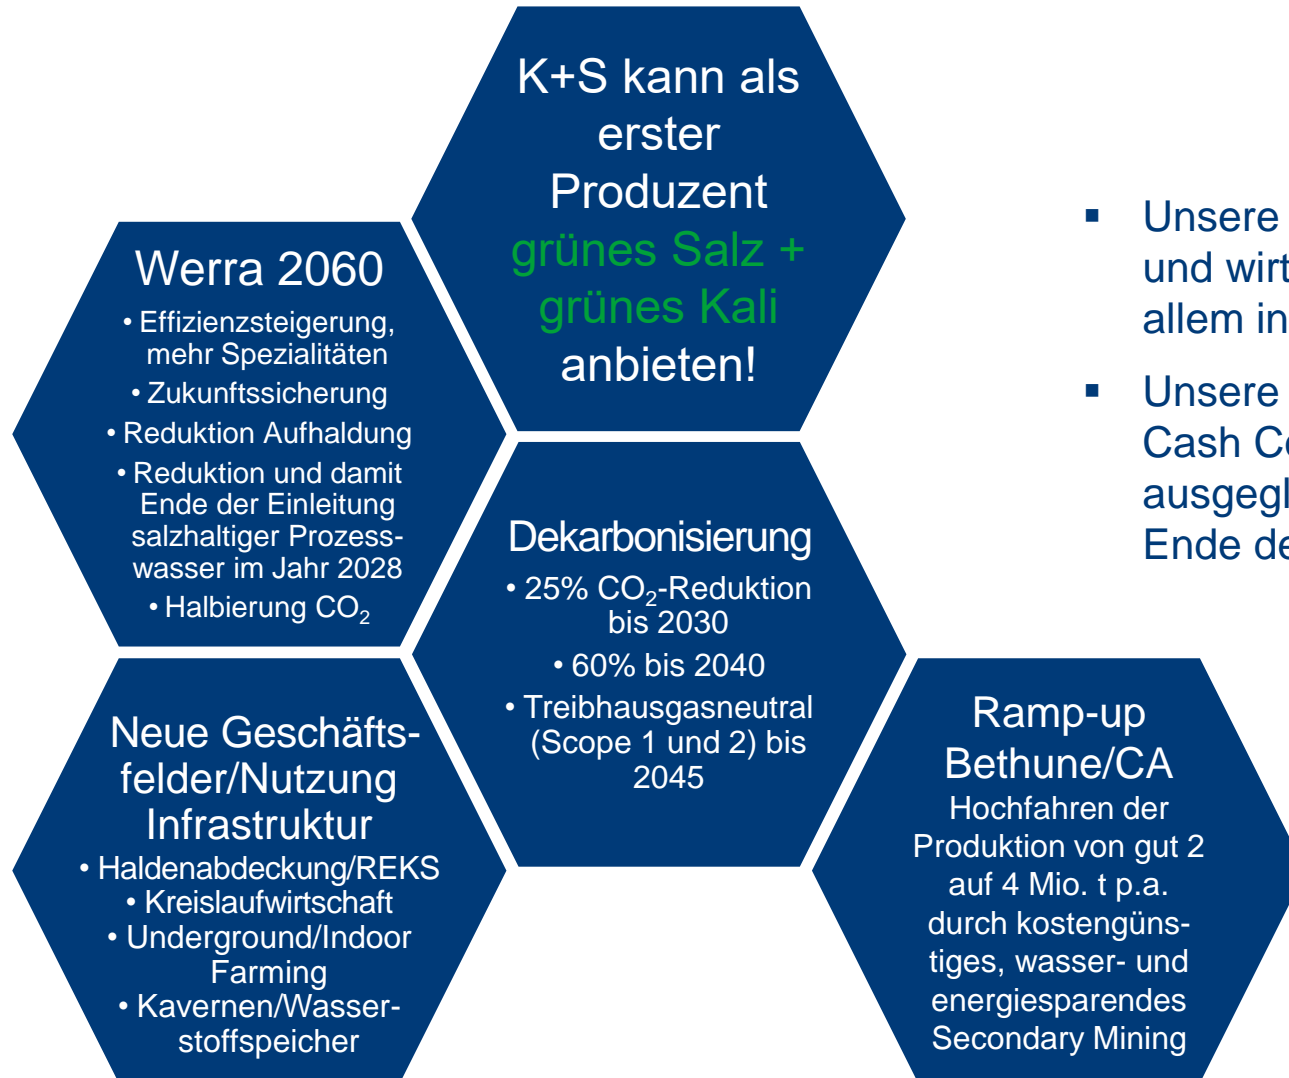 K+S kann als
erster
Produzent
grünes Salz +
grünes Kali
anbieten!
Werra 2060
• Effizienzsteigerung,
mehr Spezialitäten
• Zukunftssicherung
• Reduktion Aufhaldung
• Reduktion und damit
Ende der Einleitung
salzhaltiger Prozess-
wasser im Jahr 2028
• Halbierung CO₂
Dekarbonisierung
• 25% CO₂-Reduktion
bis 2030
• 60% bis 2040
• Treibhausgasneutral
(Scope 1 und 2) bis
2045
Neue Geschäfts-
felder/Nutzung
Infrastruktur
• Haldenabdeckung/REKS
• Kreislaufwirtschaft
• Underground/Indoor
Farming
• Kavernen/Wasser-
stoffspeicher
Ramp-up
Bethune/CA
Hochfahren der
Produktion von gut 2
auf 4 Mio. t p.a.
durch kostengüns-
tiges, wasser- und
energiesparendes
Secondary Mining
▪ Unsere
und wirt
allem in
▪ Unsere
Cash C
ausgegl
Ende de